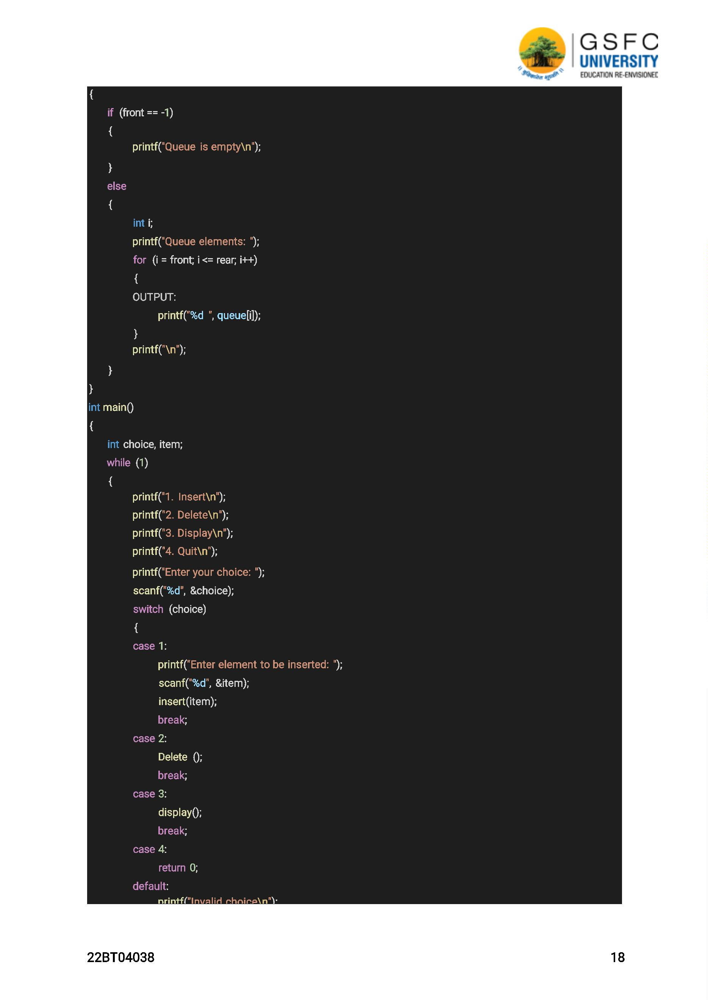 GSFC
UNIVERSITY
EDUCATION RE-ENVISIONED
{
if (front == -1)
{
printf("Queue is empty\n");
}
else
{
int i;
printf("Queue elements: ");
for (i = front; i <= rear; i++)
{
OUTPUT:
printf("%d ", queue[i]);
}
printf("\n");
}
}
int main()
{
int choice, item;
while (1)
{
printf("1. Insert\n");
printf("2. Delete\n");
printf("3. Display\n");
printf("4. Quit\n");
printf("Enter your choice: ");
scanf("%d", &choice);
switch (choice)
{
case 1:
printf("Enter element to be inserted: ");
scanf("%d", &item);
insert(item);
break;
case 2:
Delete ();
break;
case 3:
display();
break;
case 4:
return 0;
default:
printf("Invalid choice\n");
22BT04038 18